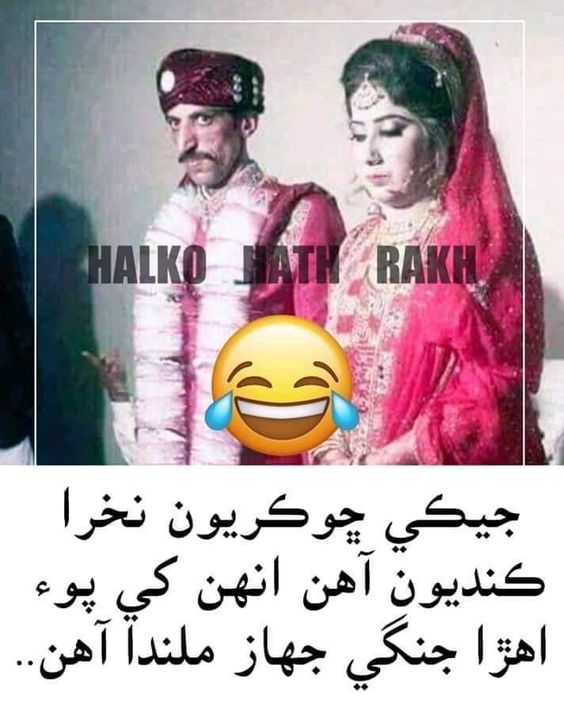 HALKO HATH RAKH
جيڪي ڇوڪريون نخرا
ڪنديون آهن انهن کي پوء
اهڙا جنگي جهاز ملندا آهن..